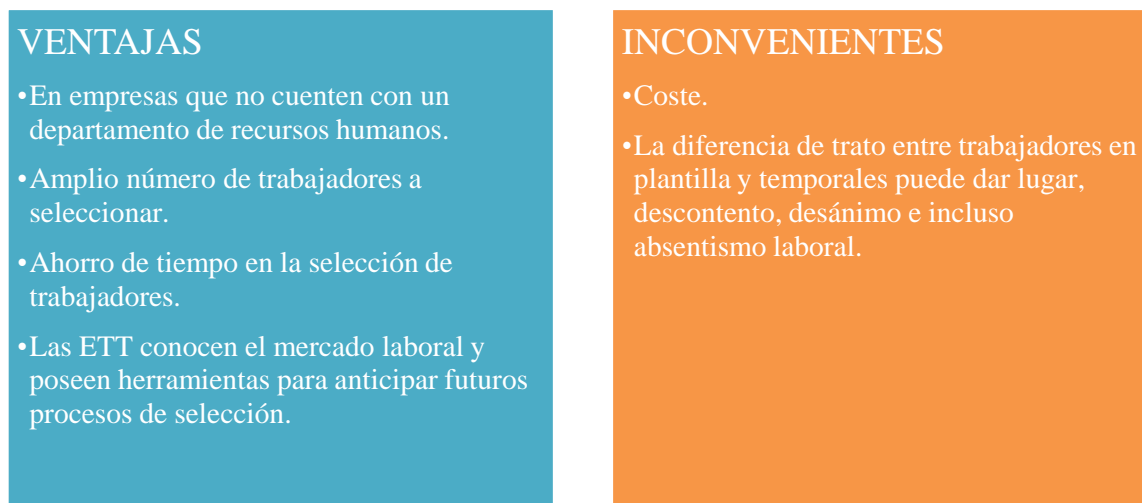 VENTAJAS
•En empresas que no cuenten con un
departamento de recursos humanos.
•Amplio número de trabajadores a
seleccionar.
•Ahorro de tiempo en la selección de
trabajadores.
•Las ETT conocen el mercado laboral y
poseen herramientas para anticipar futuros
procesos de selección.
INCONVENIENTES
•Coste.
•La diferencia de trato entre trabajadores en
plantilla y temporales puede dar lugar,
descontento, desánimo e incluso
absentismo laboral.